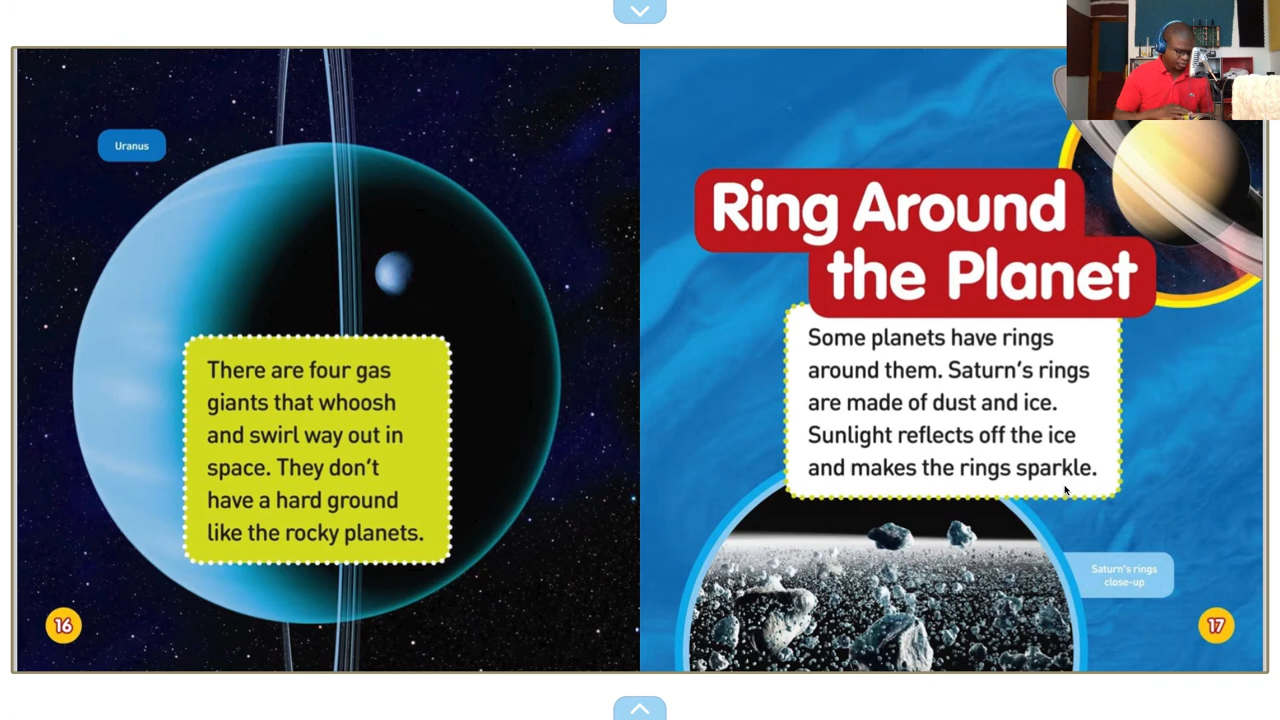 Uranus
There are four gas
giants that whoosh
and swirl way out in
space. They don't
have a hard ground
like the rocky planets.
16
Ring Around
the Planet
Some planets have rings
around them. Saturn's rings
are made of dust and ice.
Sunlight reflects off the ice
and makes the rings sparkle.
Saturn's rings
close-up
17